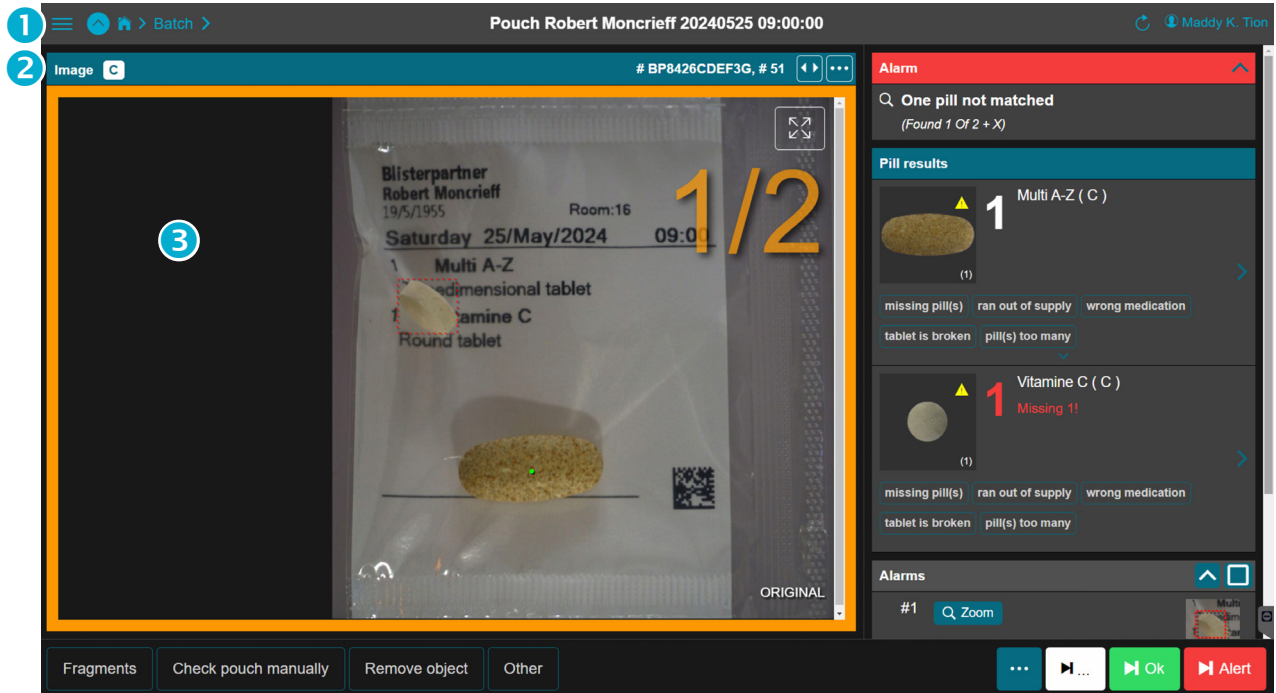 1
Batch
Pouch Robert Moncrieff 20240525 09:00:00
Maddy K. Tion
2
Image C
# BP8426CDEF3G, # 51
3
Blisterpartner
Robert Moncrieff
19/5/1955 Room:16
Saturday 25/May/2024 09:00
1/2
1 Multi A-Z
edimensional tablet
1 amine C
Round tablet
ORIGINAL
Alarm
One pill not matched
(Found 1 Of 2 + X)
Pill results
1 Multi A-Z ( C )
(1)
missing pill(s) ran out of supply wrong medication
tablet is broken pill(s) too many
1 Vitamine C ( C )
Missing 1!
(1)
missing pill(s) ran out of supply wrong medication
tablet is broken pill(s) too many
Alarms
#1 Zoom
Fragments Check pouch manually Remove object Other
... ... Ok Alert